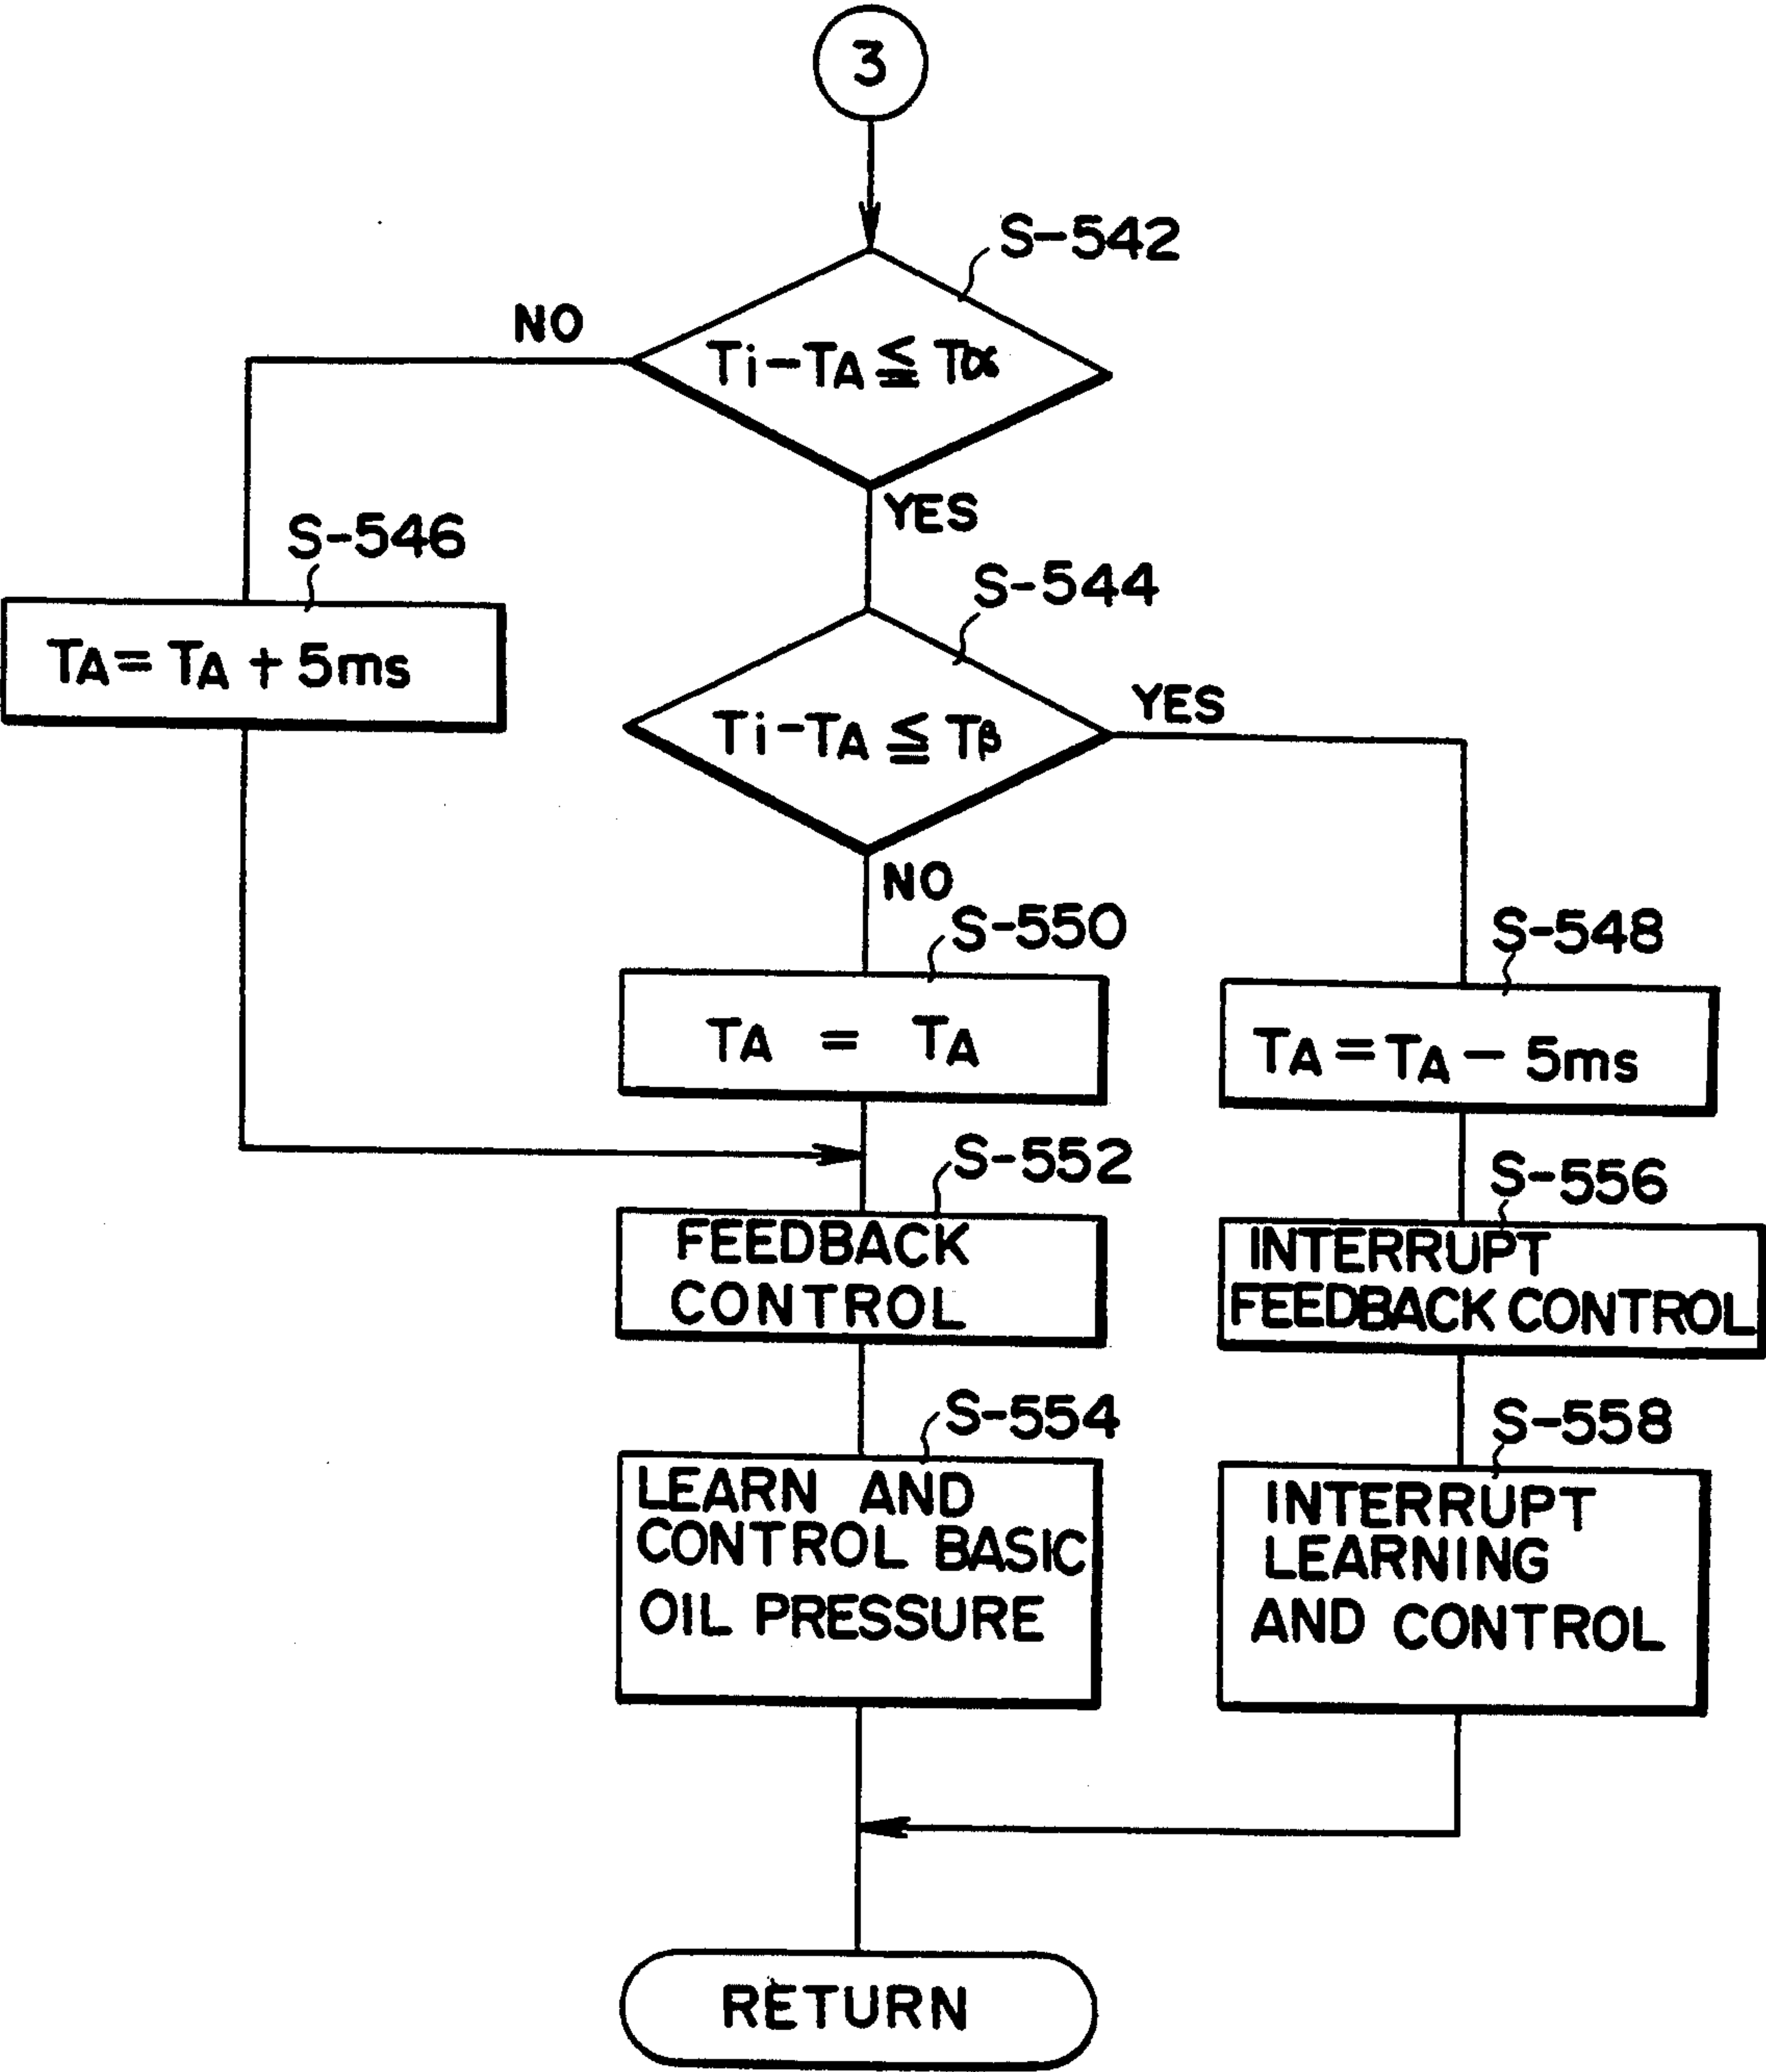 3
S-542
NO
Ti-TA ≦ Tα
YES
S-546
TA = TA + 5ms
S-544
Ti-TA ≦ Tβ
YES
NO
S-550
TA = TA
S-548
TA = TA - 5ms
S-552
FEEDBACK
CONTROL
S-556
INTERRUPT
FEEDBACK CONTROL
S-554
LEARN AND
CONTROL BASIC
OIL PRESSURE
S-558
INTERRUPT
LEARNING
AND CONTROL
RETURN